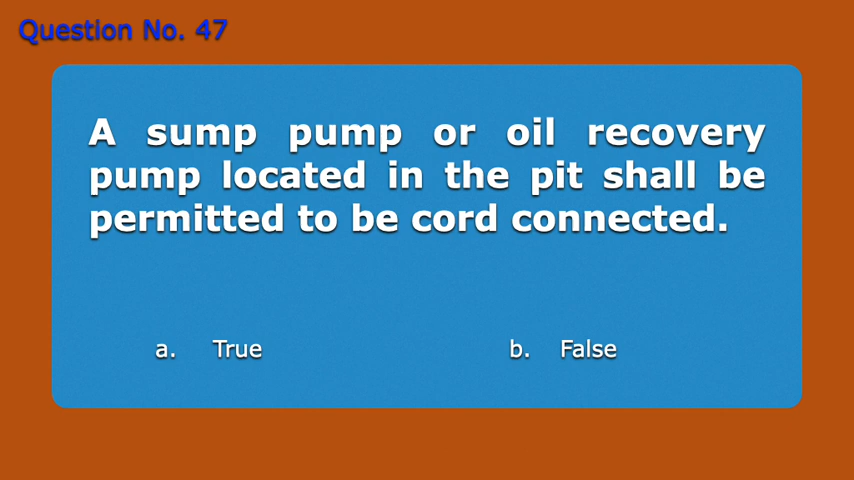 Question No. 47
A sump pump or oil recovery
pump located in the pit shall be
permitted to be cord connected.
a. True b. False